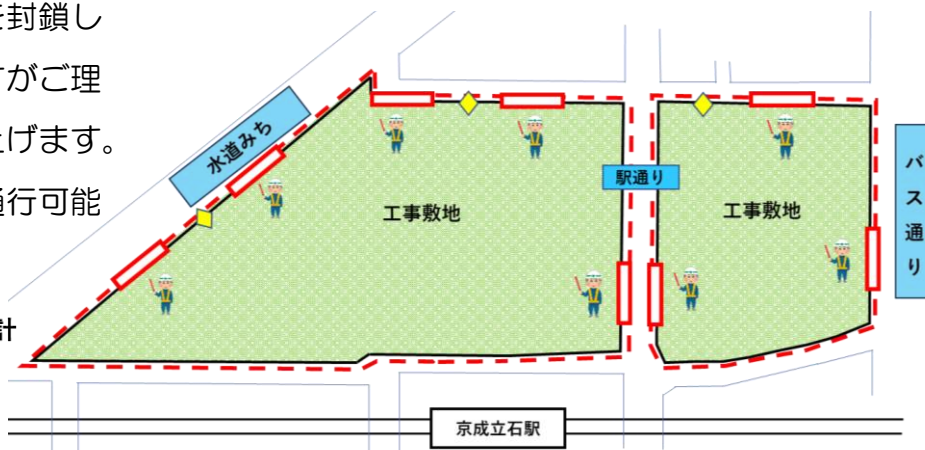 を封鎖し
すがご理
上げます。
通行可能
計
水道みち
駅通り
工事敷地
工事敷地
バス通り
京成立石駅